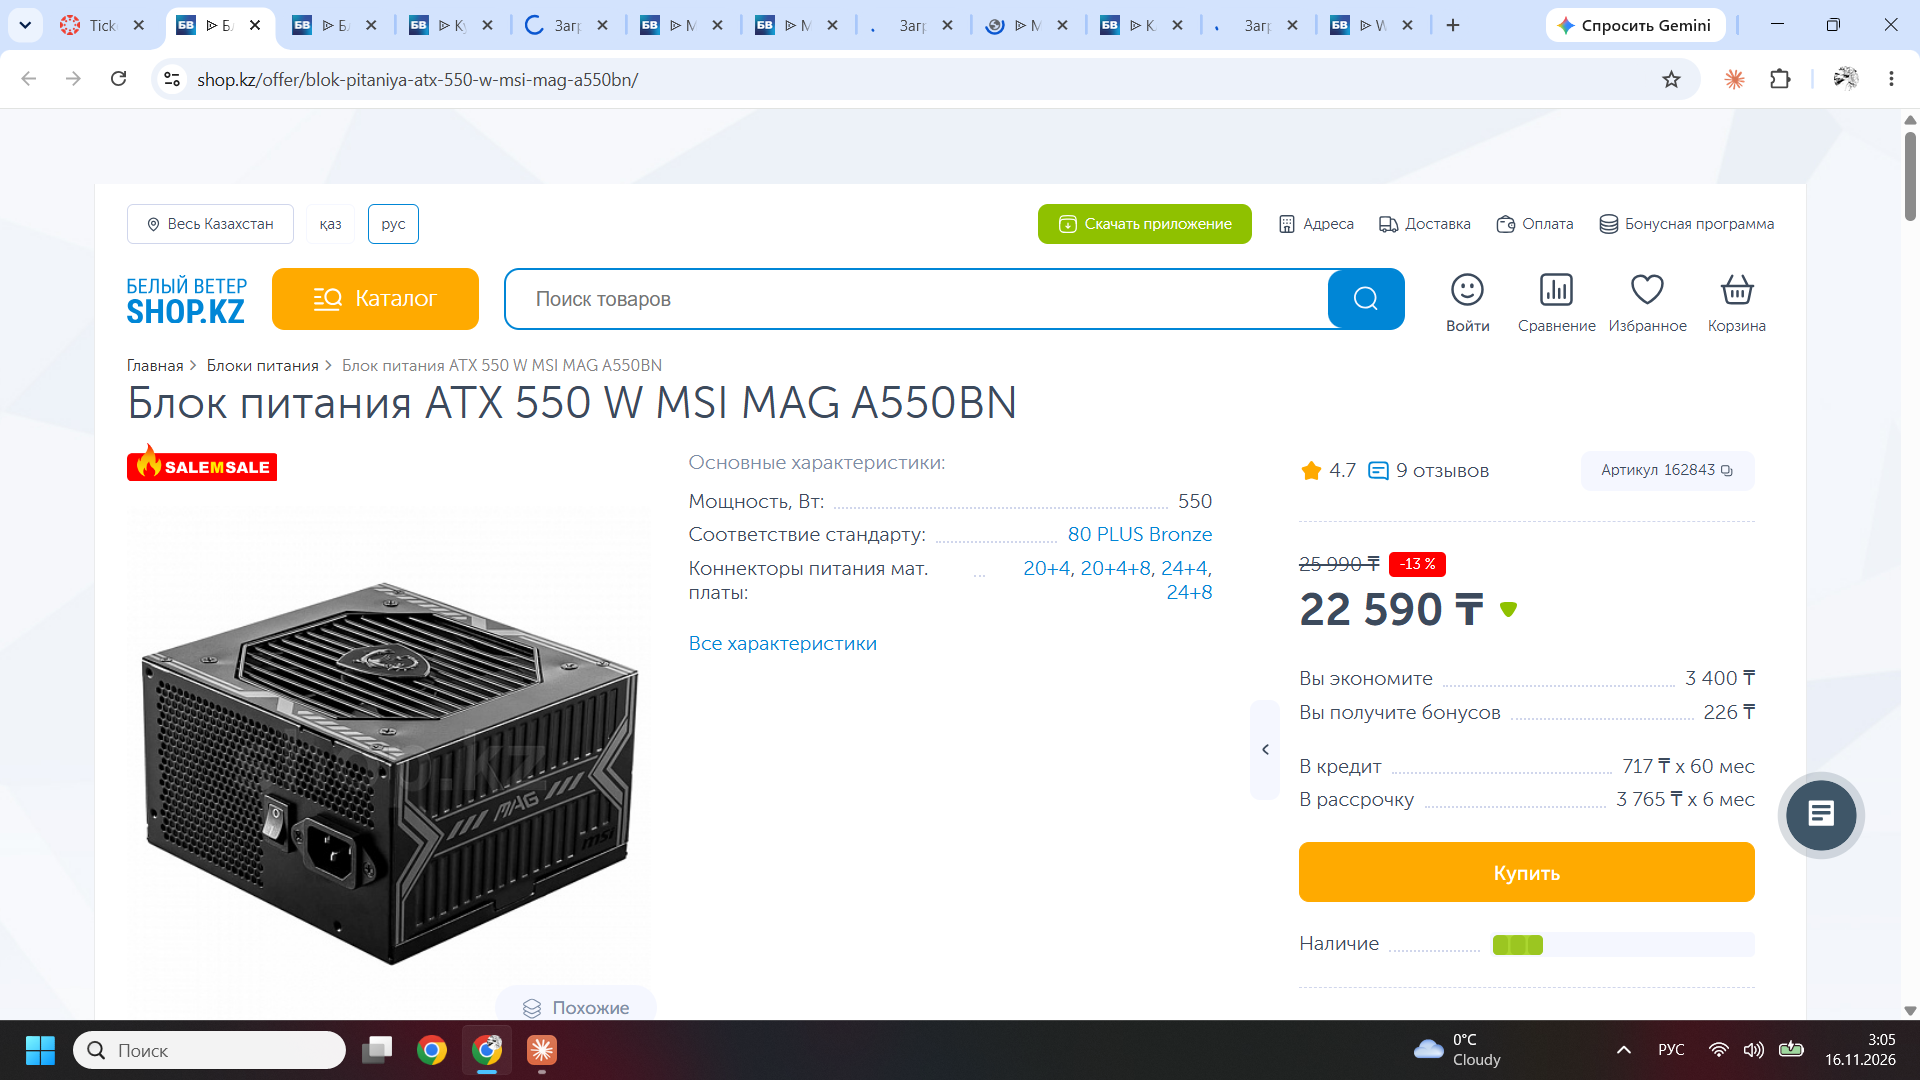 Tick
Б
Б
К
Загр
М
М
Загр
М
К
Загр
W
Спросить Gemini
shop.kz/offer/blok-pitaniya-atx-550-w-msi-mag-a550bn/
Весь Казахстан
қаз
рус
Скачать приложение
Адреса
Доставка
Оплата
Бонусная программа
БЕЛЫЙ ВЕТЕР
SHOP.KZ
Каталог
Поиск товаров
Войти
Сравнение
Избранное
Корзина
Главная > Блоки питания > Блок питания ATX 550 W MSI MAG A550BN
Блок питания ATX 550 W MSI MAG A550BN
SALEMSALE
Основные характеристики:
Мощность, Вт: 550
Соответствие стандарту: 80 PLUS Bronze
Коннекторы питания мат. платы: 20+4, 20+4+8, 24+4, 24+8
Все характеристики
MAG
msi
Похожие
4.7
9 отзывов
Артикул 162843
25 990 ₸
-13 %
22 590 ₸
Вы экономите 3 400 ₸
Вы получите бонусов 226 ₸
В кредит 717 ₸ x 60 мес
В рассрочку 3 765 ₸ x 6 мес
Купить
Наличие
Поиск
0°C
Cloudy
РУС
3:05
16.11.2026